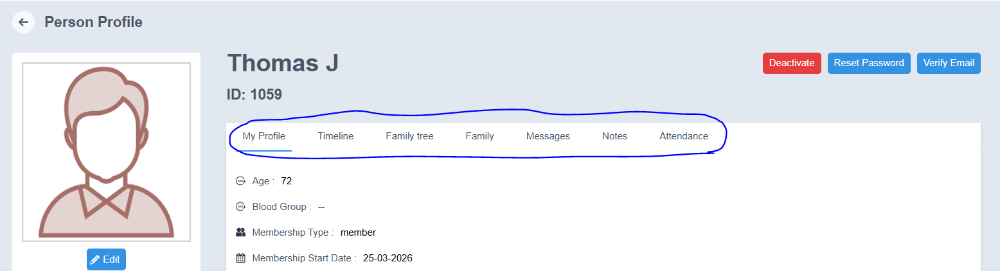 Person Profile
Thomas J
Deactivate
Reset Password
Verify Email
ID: 1059
My Profile
Timeline
Family tree
Family
Messages
Notes
Attendance
Age : 72
Blood Group : --
Membership Type : member
Membership Start Date : 25-03-2026
Edit